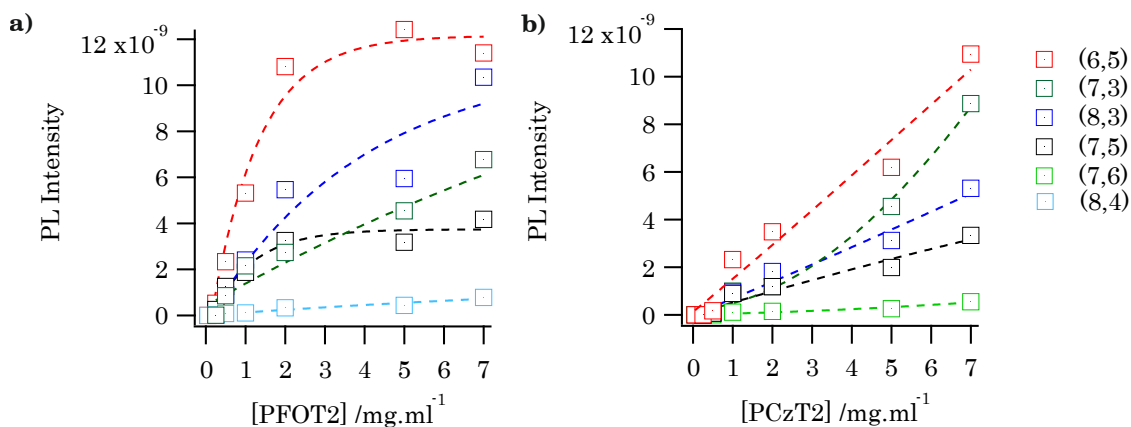 a)
12 x10-9
10
8
6
4
2
0
PL Intensity
0 1 2 3 4 5 6 7
[PFOT2] /mg.ml-1
b)
12 x10-9
10
8
6
4
2
0
PL Intensity
0 1 2 3 4 5 6 7
[PCzT2] /mg.ml-1
(6,5)
(7,3)
(8,3)
(7,5)
(7,6)
(8,4)